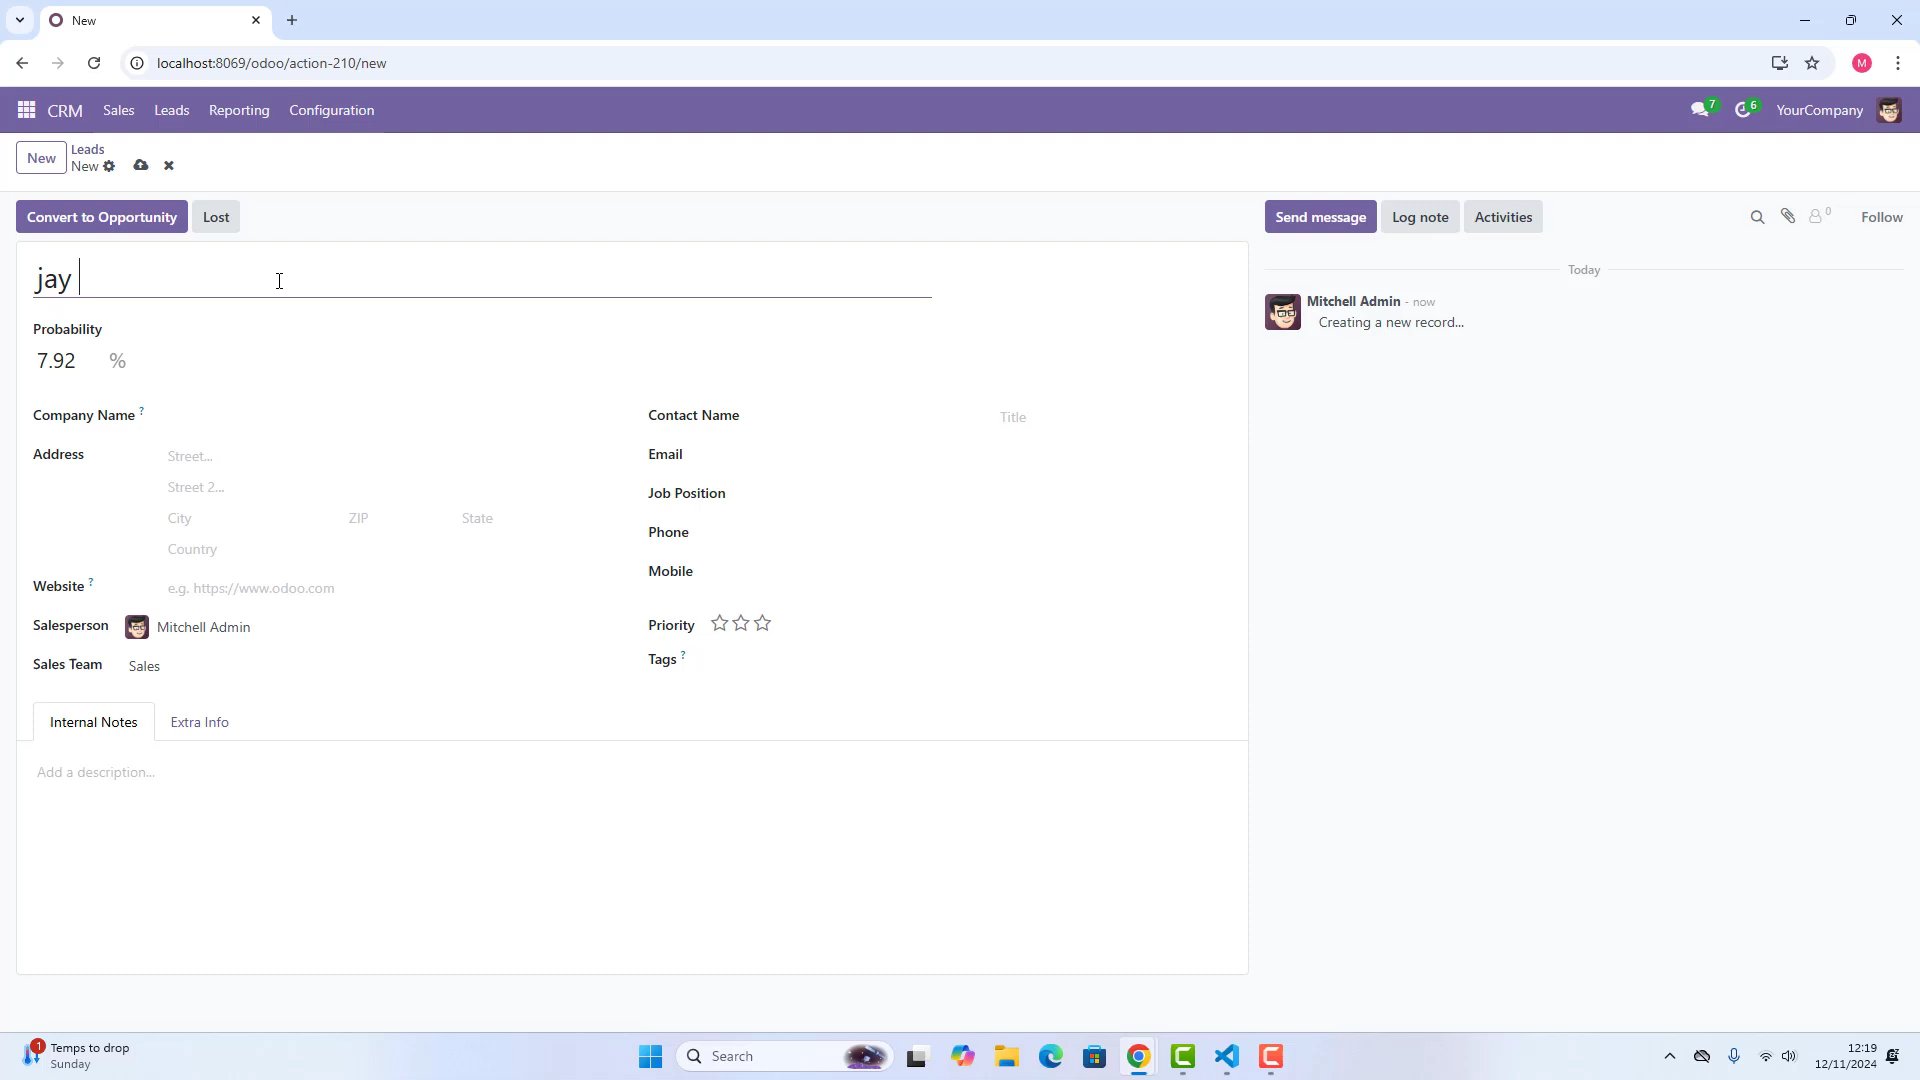 New
localhost:8069/odoo/action-210/new
M
CRM Sales Leads Reporting Configuration 7 6 YourCompany
New Leads
New
Convert to Opportunity Lost Send message Log note Activities 0 Follow
jay
Today
Mitchell Admin - now
Creating a new record...
Probability
7.92 %
Company Name ? Contact Name Title
Address Street... Email
Street 2... Job Position
City ZIP State Phone
Country Mobile
Website ? e.g. https://www.odoo.com
Salesperson Mitchell Admin Priority
Sales Team Sales Tags ?
Internal Notes Extra Info
Add a description...
1 Temps to drop
Sunday
Search
12:19
12/11/2024